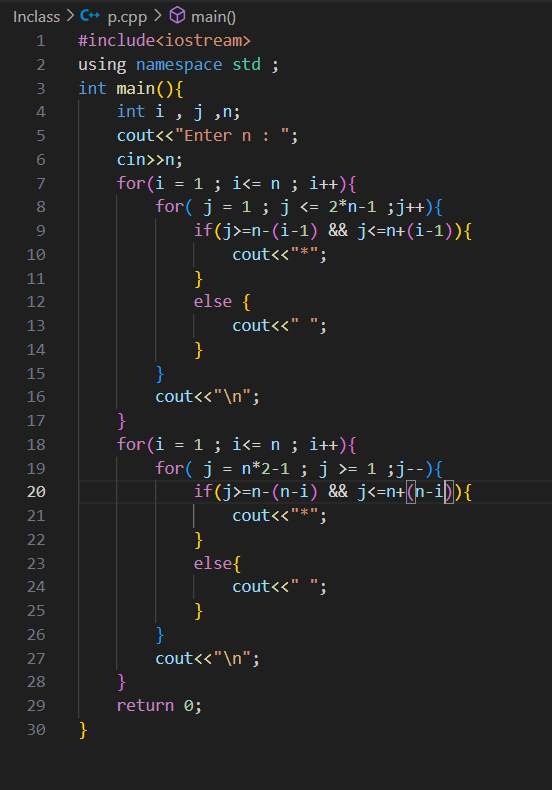 Inclass > C++ p.cpp > main()
1 #include<iostream>
2 using namespace std ;
3 int main(){
4     int i , j ,n;
5     cout<<"Enter n : ";
6     cin>>n;
7     for(i = 1 ; i<= n ; i++){
8         for( j = 1 ; j <= 2*n-1 ;j++){
9             if(j>=n-(i-1) && j<=n+(i-1)){
10                 cout<<"*";
11             }
12             else {
13                 cout<<" ";
14             }
15         }
16         cout<<"\n";
17     }
18     for(i = 1 ; i<= n ; i++){
19         for( j = n*2-1 ; j >= 1 ;j--){
20             if(j>=n-(n-i) && j<=n+(n-i)){
21                 cout<<"*";
22             }
23             else{
24                 cout<<" ";
25             }
26         }
27         cout<<"\n";
28     }
29     return 0;
30 }